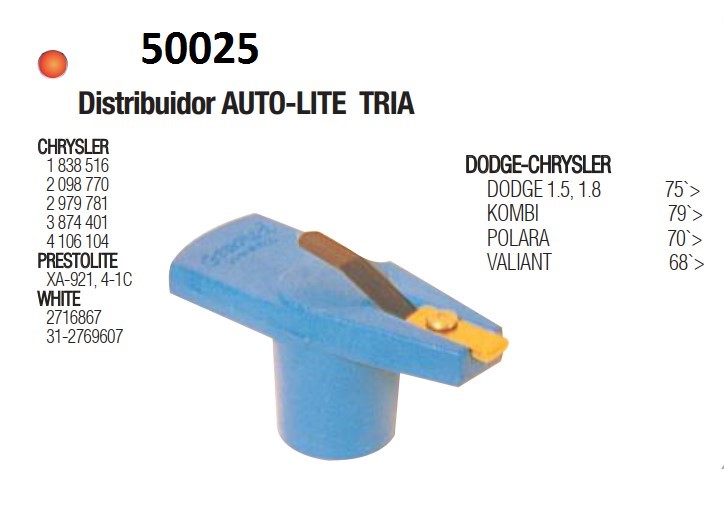 50025
Distribuidor AUTO-LITE TRIA
CHRYSLER
1 838 516
2 098 770
2 979 781
3 874 401
4 106 104
PRESTOLITE
XA-921, 4-1C
WHITE
2716867
31-2769607
DODGE-CHRYSLER
DODGE 1.5, 1.8 75`>
KOMBI 79`>
POLARA 70`>
VALIANT 68`>